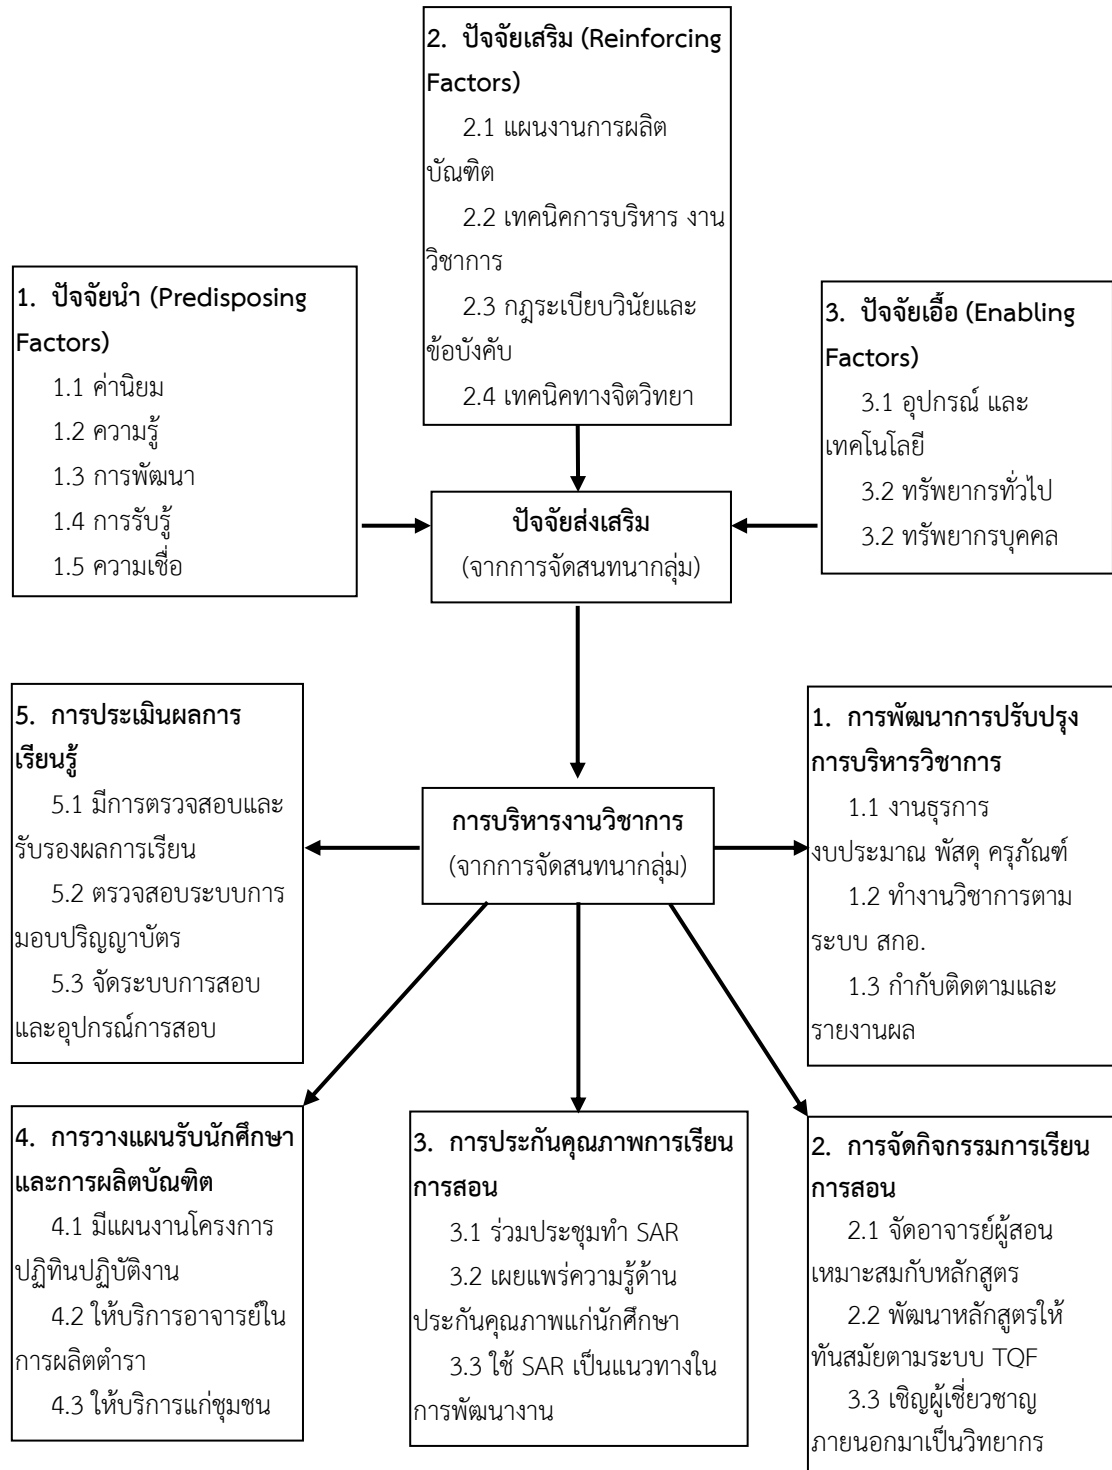 2. ปัจจัยเสริม (Reinforcing
Factors)
2.1 แผนงานการผลิต
บัณฑิต
2.2 เทคนิคการบริหาร งาน
วิชาการ
2.3 กฎระเบียบวินัยและ
ข้อบังคับ
2.4 เทคนิคทางจิตวิทยา
1. ปัจจัยนำ (Predisposing
Factors)
1.1 ค่านิยม
1.2 ความรู้
1.3 การพัฒนา
1.4 การรับรู้
1.5 ความเชื่อ
3. ปัจจัยเอื้อ (Enabling
Factors)
3.1 อุปกรณ์ และ
เทคโนโลยี
3.2 ทรัพยากรทั่วไป
3.2 ทรัพยากรบุคคล
ปัจจัยส่งเสริม
(จากการจัดสนทนากลุ่ม)
5. การประเมินผลการ
เรียนรู้
5.1 มีการตรวจสอบและ
รับรองผลการเรียน
5.2 ตรวจสอบระบบการ
มอบปริญญาบัตร
5.3 จัดระบบการสอบ
และอุปกรณ์การสอบ
การบริหารงานวิชาการ
(จากการจัดสนทนากลุ่ม)
1. การพัฒนาการปรับปรุง
การบริหารวิชาการ
1.1 งานธุรการ
งบประมาณ พัสดุ ครุภัณฑ์
1.2 ทำงานวิชาการตาม
ระบบ สกอ.
1.3 กำกับติดตามและ
รายงานผล
4. การวางแผนรับนักศึกษา
และการผลิตบัณฑิต
4.1 มีแผนงานโครงการ
ปฏิทินปฏิบัติงาน
4.2 ให้บริการอาจารย์ใน
การผลิตตำรา
4.3 ให้บริการแก่ชุมชน
3. การประกันคุณภาพการเรียน
การสอน
3.1 ร่วมประชุมทำ SAR
3.2 เผยแพร่ความรู้ด้าน
ประกันคุณภาพแก่นักศึกษา
3.3 ใช้ SAR เป็นแนวทางใน
การพัฒนางาน
2. การจัดกิจกรรมการเรียน
การสอน
2.1 จัดอาจารย์ผู้สอน
เหมาะสมกับหลักสูตร
2.2 พัฒนาหลักสูตรให้
ทันสมัยตามระบบ TQF
3.3 เชิญผู้เชี่ยวชาญ
ภายนอกมาเป็นวิทยากร